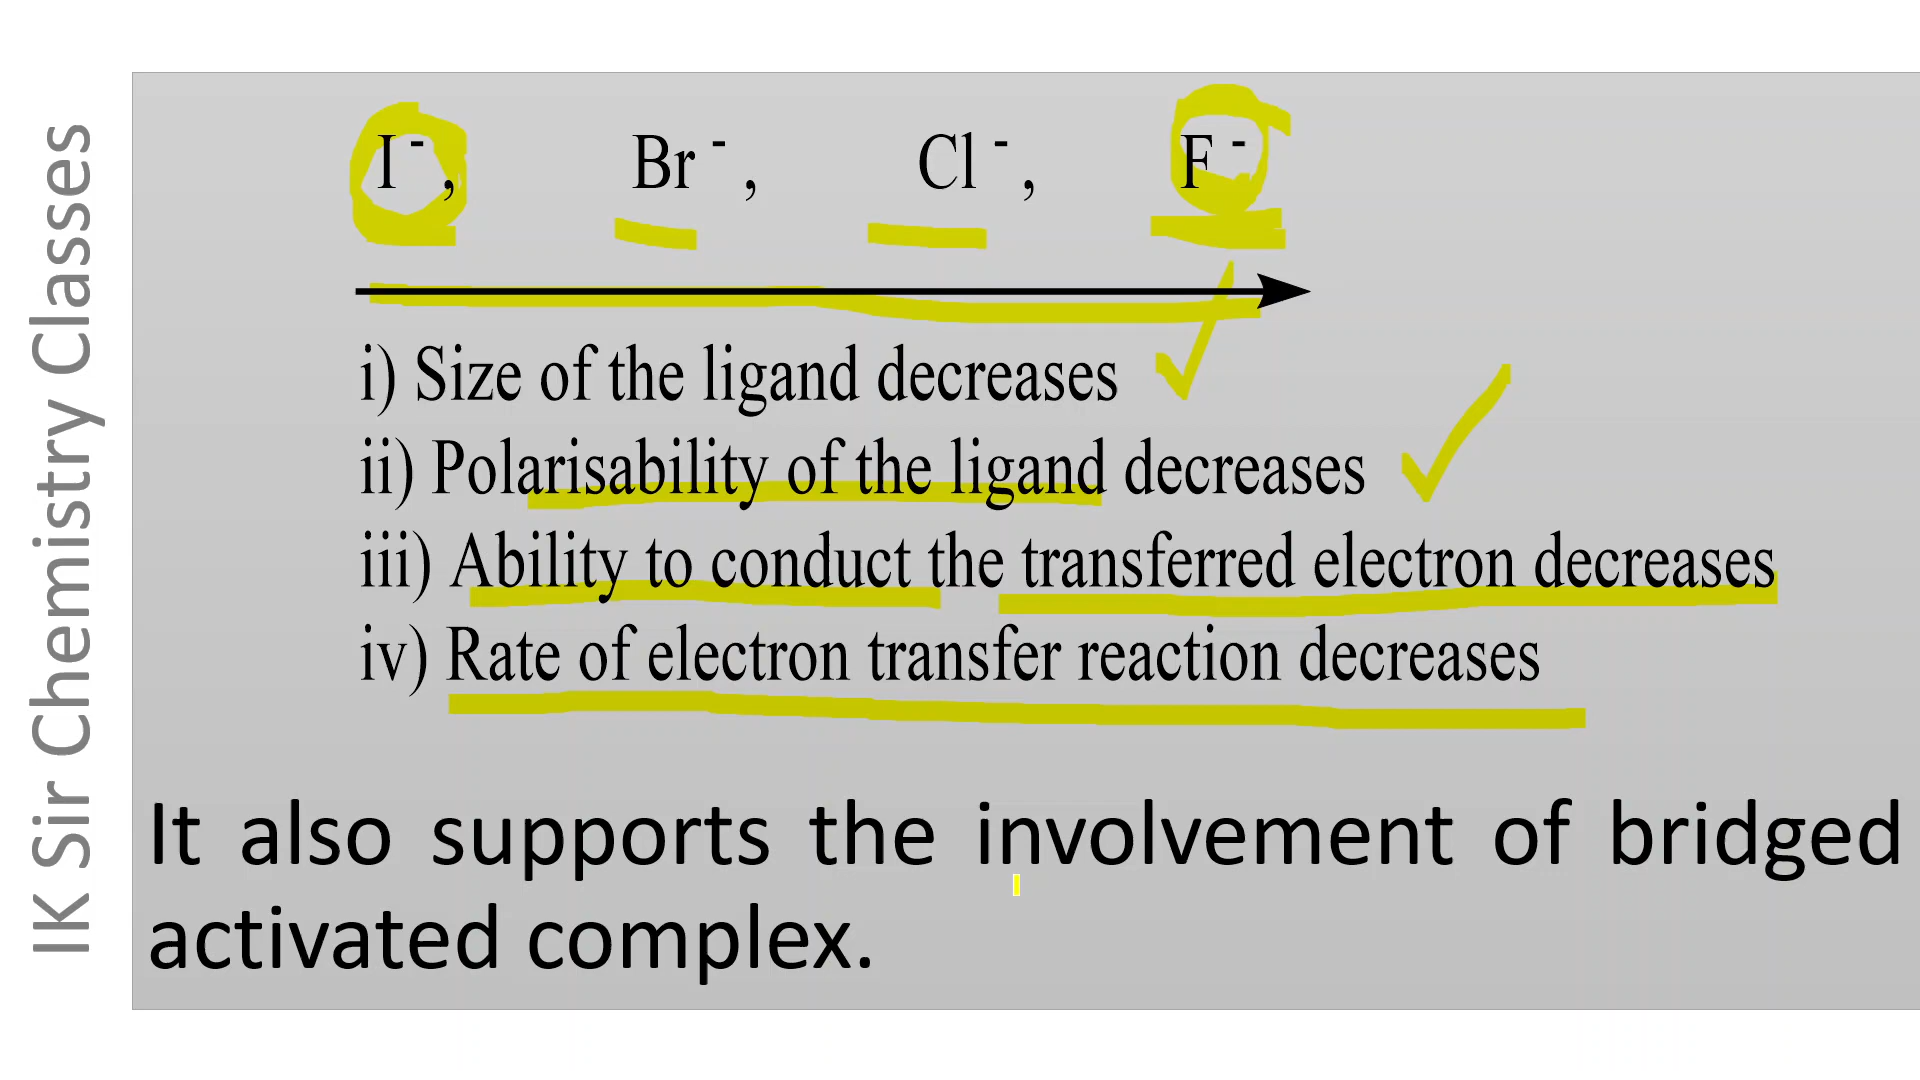 IK Sir Chemistry Classes
I -, Br -, Cl -, F -
i) Size of the ligand decreases
ii) Polarisability of the ligand decreases
iii) Ability to conduct the transferred electron decreases
iv) Rate of electron transfer reaction decreases
It also supports the involvement of bridged
activated complex.